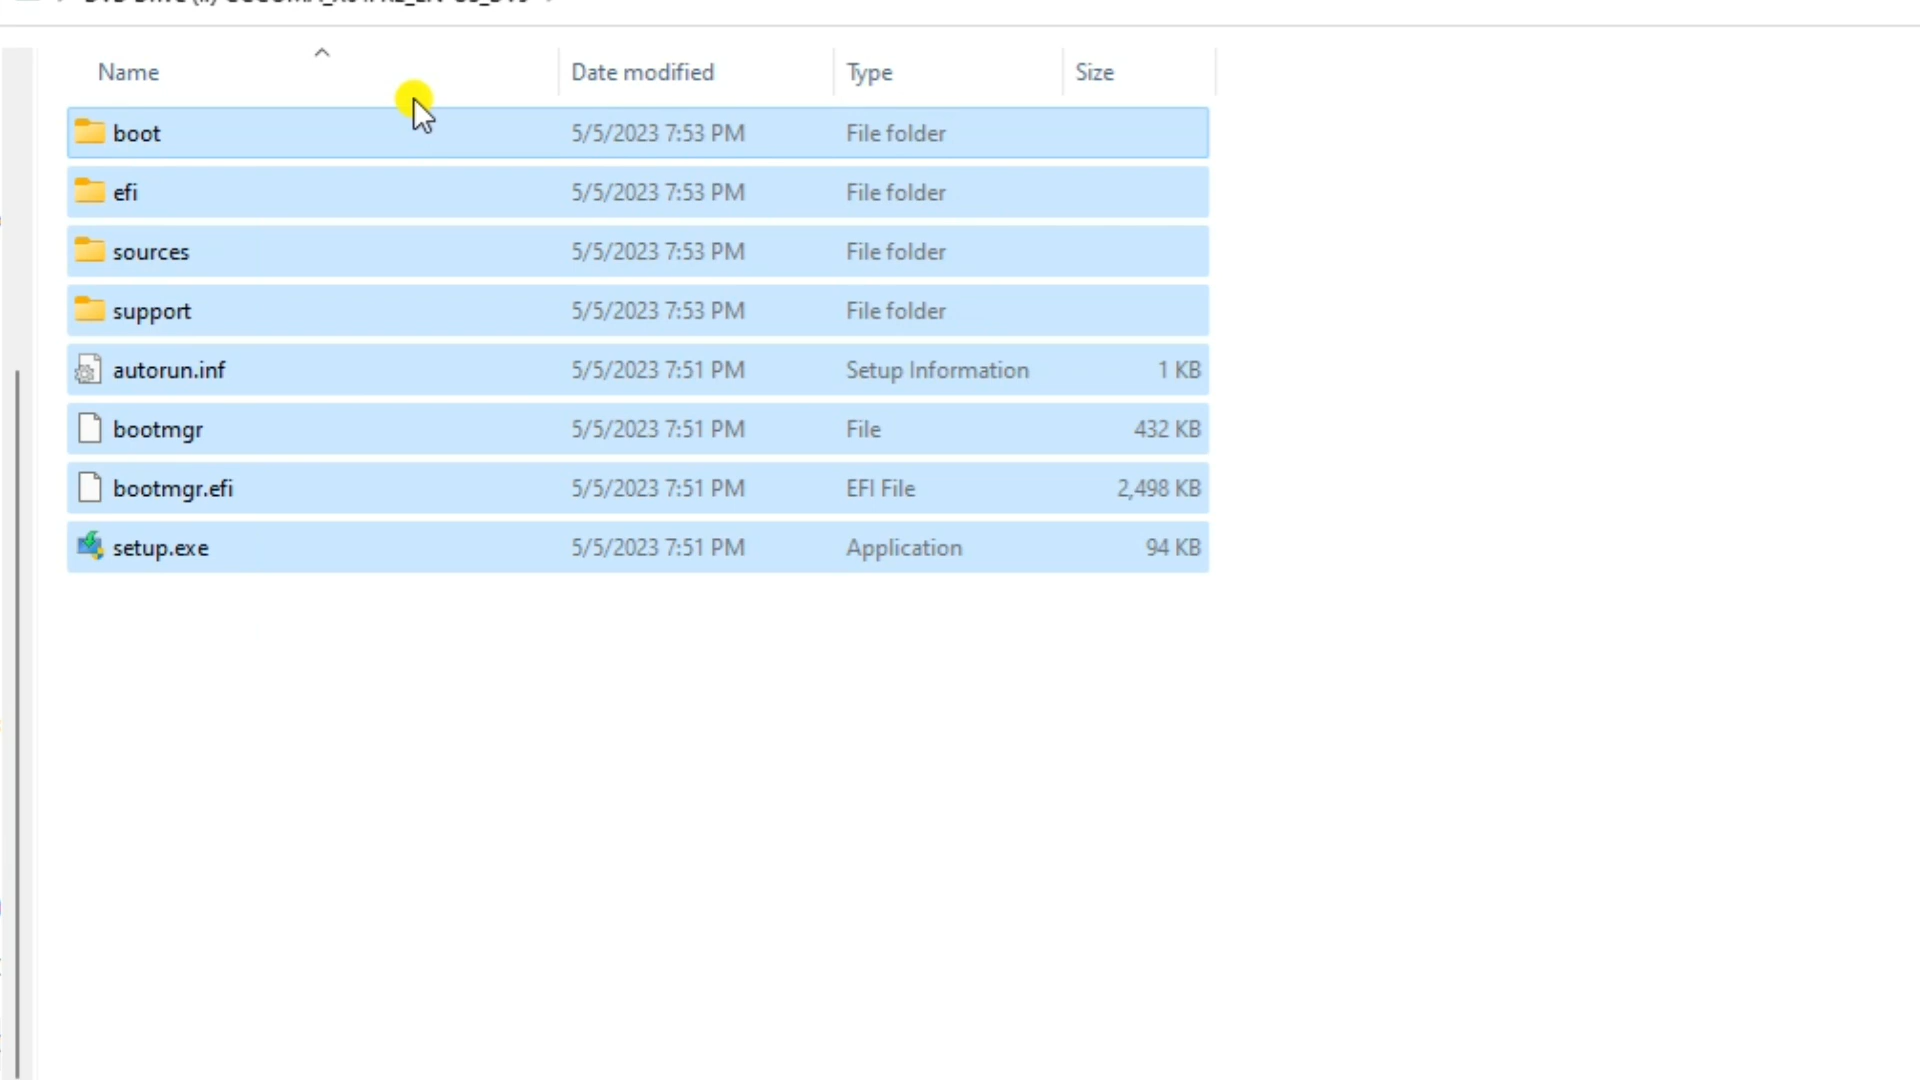 Name Date modified Type Size
boot 5/5/2023 7:53 PM File folder
efi 5/5/2023 7:53 PM File folder
sources 5/5/2023 7:53 PM File folder
support 5/5/2023 7:53 PM File folder
autorun.inf 5/5/2023 7:51 PM Setup Information 1 KB
bootmgr 5/5/2023 7:51 PM File 432 KB
bootmgr.efi 5/5/2023 7:51 PM EFI File 2,498 KB
setup.exe 5/5/2023 7:51 PM Application 94 KB